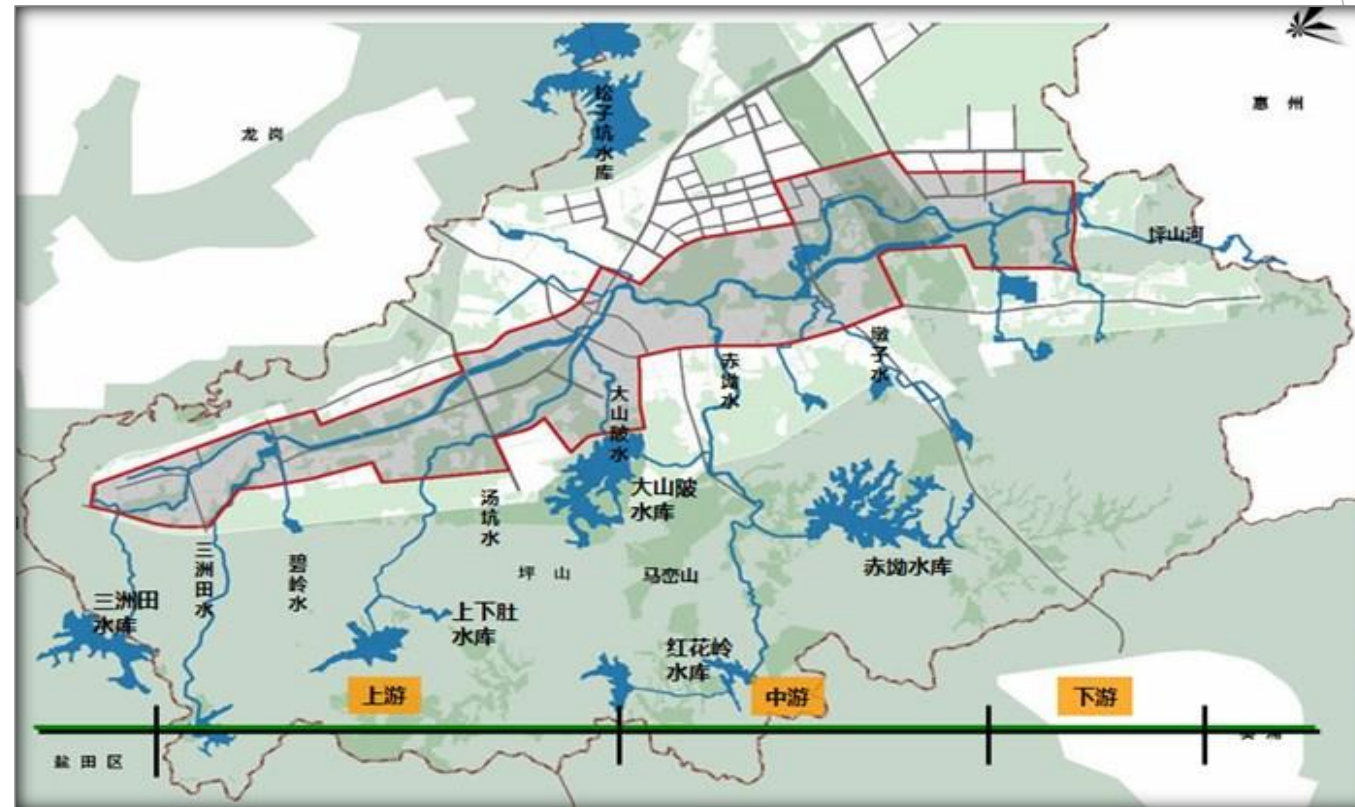 龙岗
松子坑水库
惠州
坪山河
墩子水
赤坳水
大山陂水
大山陂
水库
汤坑水
三洲田水
碧岭水
坪山
马峦山
赤坳水库
三洲田
水库
上下肚
水库
红花岭
水库
上游
中游
下游
盐田区